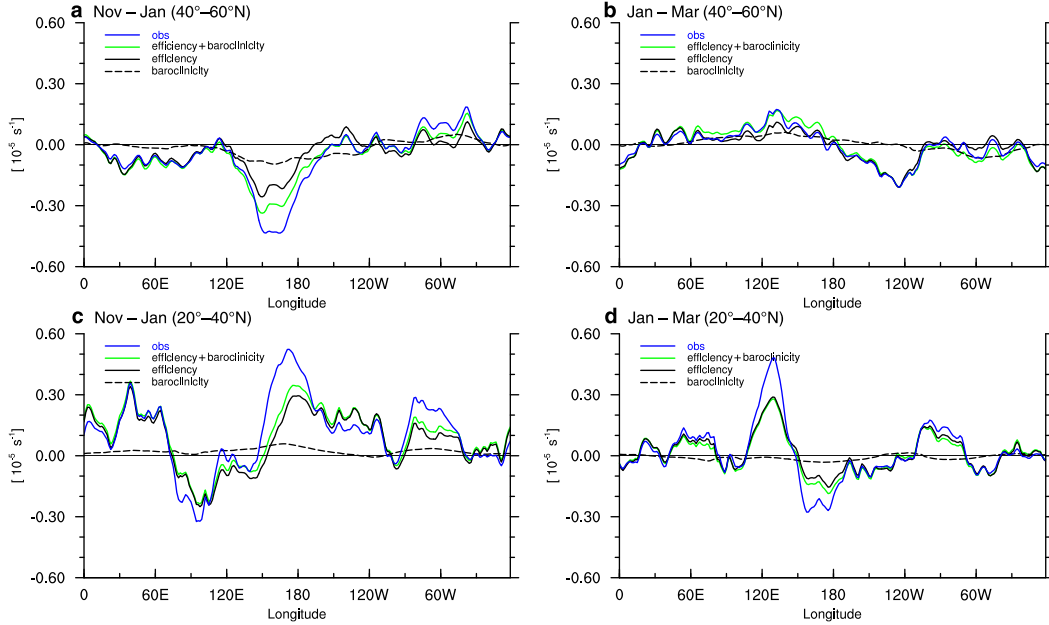 a Nov – Jan (40°–60°N)
0.60
0.30
0.00
-0.30
-0.60
[ 10⁻⁵ s⁻¹ ]
obs
efficiency+baroclinicity
efficiency
baroclinicity
0 60E 120E 180 120W 60W
Longitude
b Jan – Mar (40°–60°N)
0.60
0.30
0.00
-0.30
-0.60
[ 10⁻⁵ s⁻¹ ]
obs
efficiency+baroclinicity
efficiency
baroclinicity
0 60E 120E 180 120W 60W
Longitude
c Nov – Jan (20°–40°N)
0.60
0.30
0.00
-0.30
-0.60
[ 10⁻⁵ s⁻¹ ]
obs
efficiency+baroclinicity
efficiency
baroclinicity
0 60E 120E 180 120W 60W
Longitude
d Jan – Mar (20°–40°N)
0.60
0.30
0.00
-0.30
-0.60
[ 10⁻⁵ s⁻¹ ]
obs
efficiency+baroclinicity
efficiency
baroclinicity
0 60E 120E 180 120W 60W
Longitude